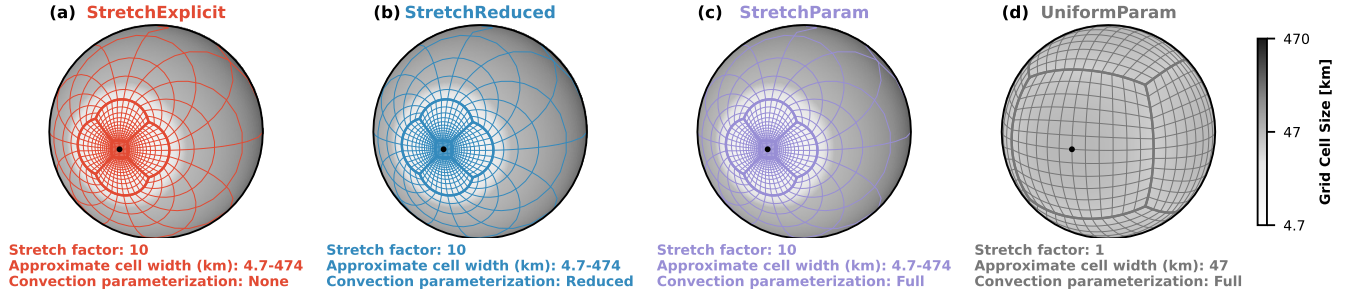 (a) StretchExplicit
(b) StretchReduced
(c) StretchParam
(d) UniformParam
470
47
4.7
Grid Cell Size [km]
Stretch factor: 10
Approximate cell width (km): 4.7-474
Convection parameterization: None
Stretch factor: 10
Approximate cell width (km): 4.7-474
Convection parameterization: Reduced
Stretch factor: 10
Approximate cell width (km): 4.7-474
Convection parameterization: Full
Stretch factor: 1
Approximate cell width (km): 47
Convection parameterization: Full